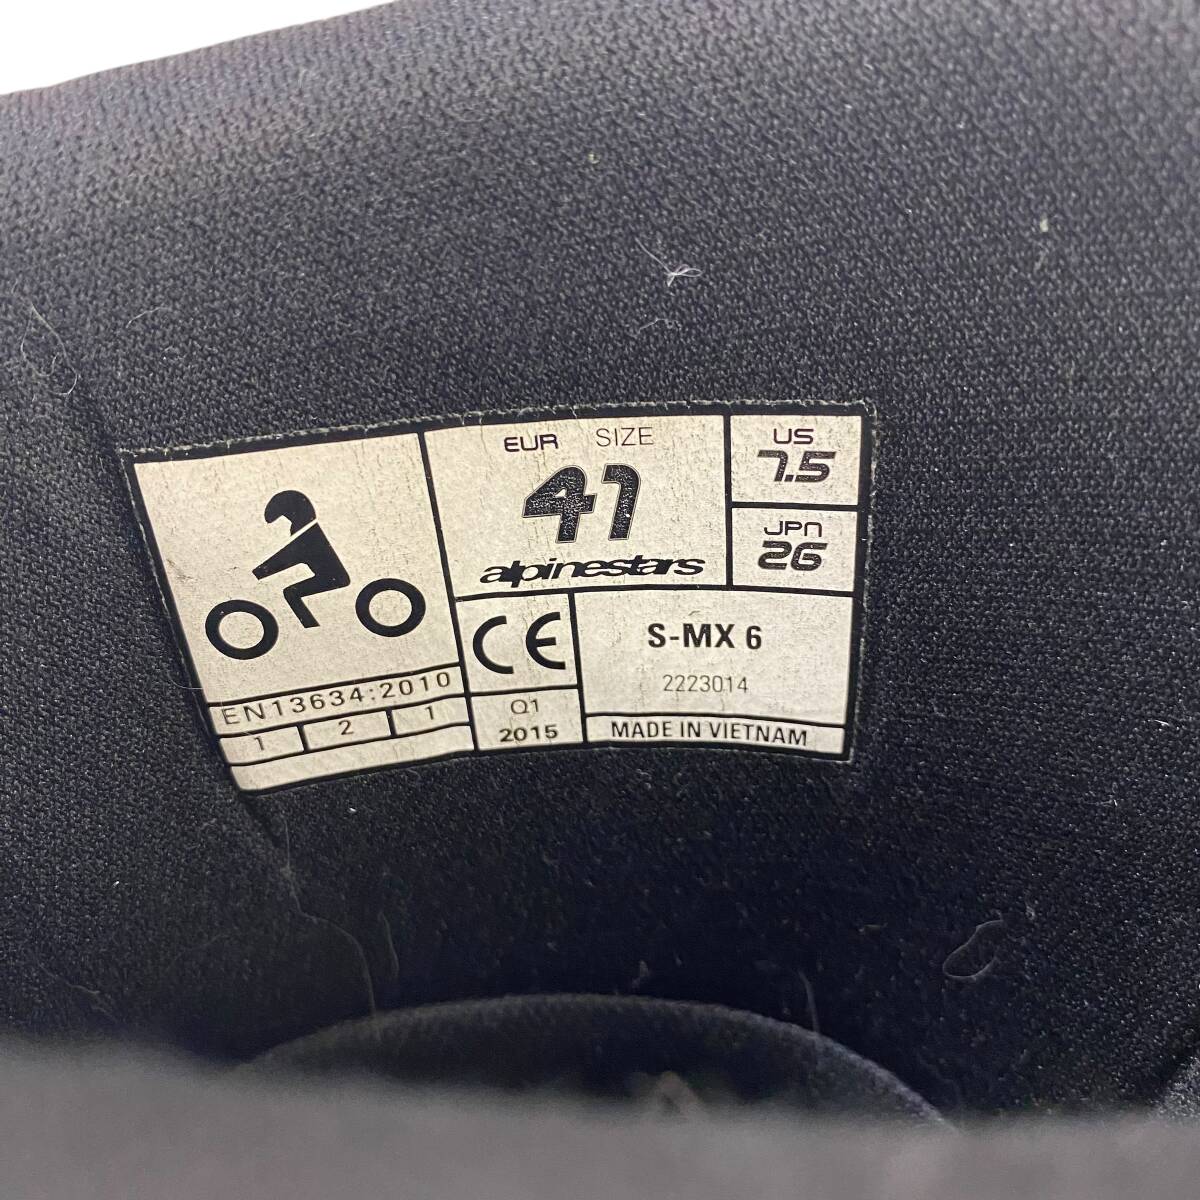 EUR SIZE
41
alpinestars
US
7.5
JPN
26
CE
S-MX 6
2223014
EN13634:2010
1 2 1
Q1
2015
MADE IN VIETNAM